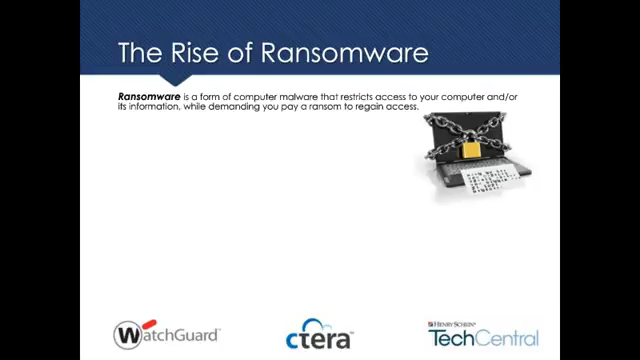 The Rise of Ransomware
Ransomware is a form of computer malware that restricts access to your computer and/or
its information, while demanding you pay a ransom to regain access.
WatchGuard
ctera
HENRY SCHEIN
TechCentral